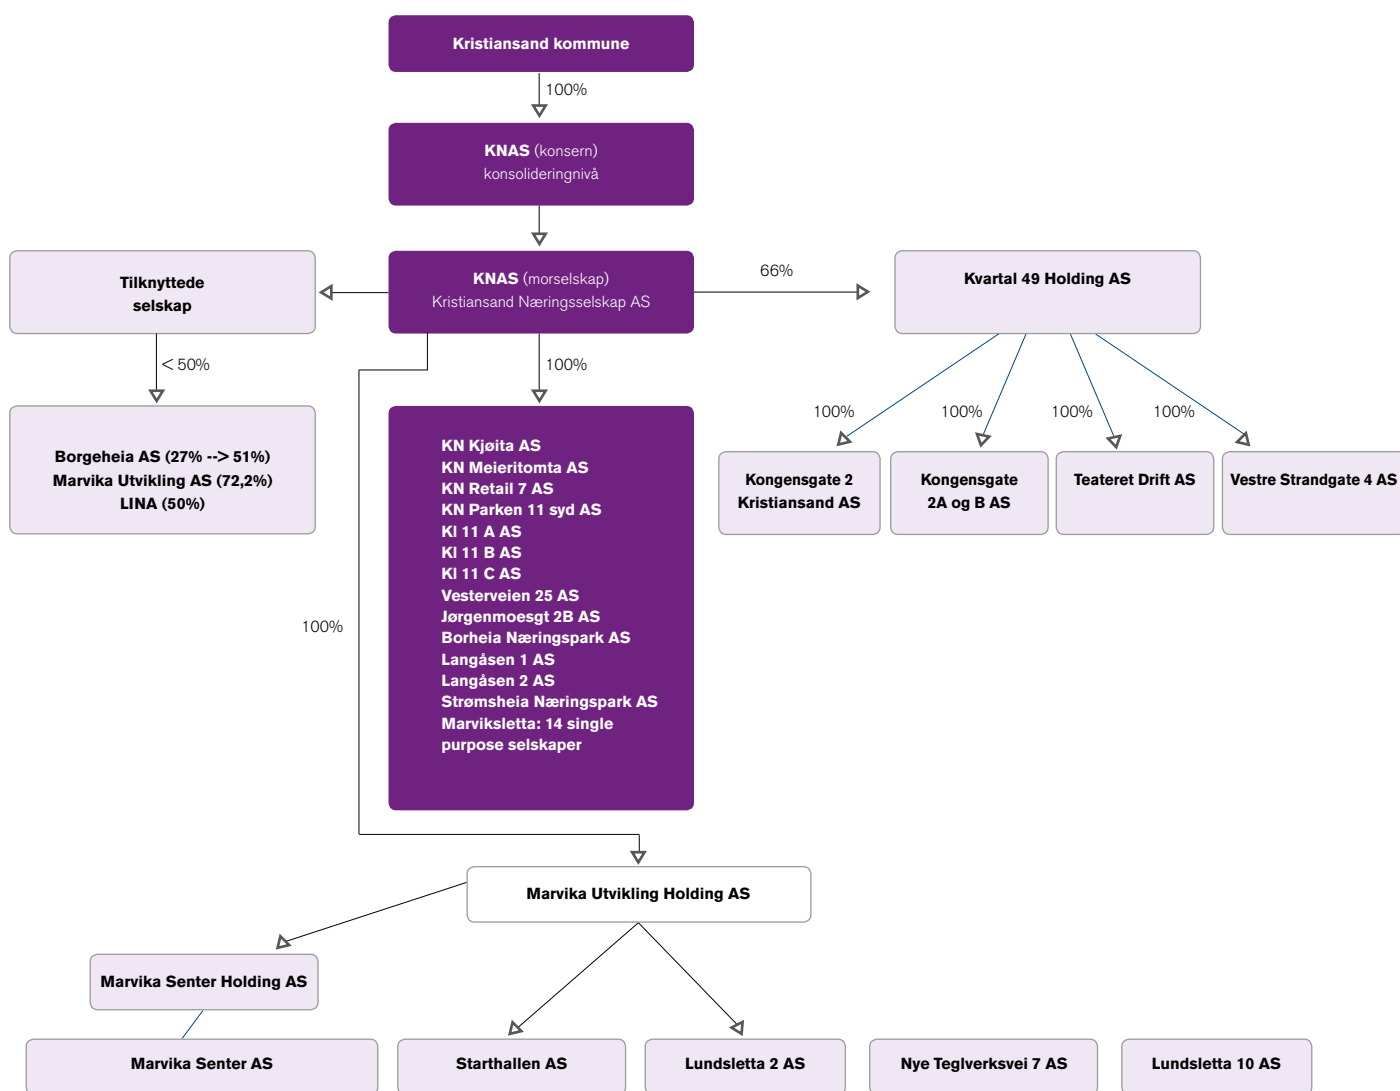 Kristiansand kommune
100%
KNAS (konsern)
konsolideringnivå
Tilknyttede
selskap
KNAS (morselskap)
Kristiansand Næringsselskap AS
66%
Kvartal 49 Holding AS
< 50%
100%
Borgeheia AS (27% --> 51%)
Marvika Utvikling AS (72,2%)
LINA (50%)
KN Kjøita AS
KN Meieritomta AS
KN Retail 7 AS
KN Parken 11 syd AS
Kl 11 A AS
Kl 11 B AS
Kl 11 C AS
Vesterveien 25 AS
Jørgenmoesgt 2B AS
Borheia Næringspark AS
Langåsen 1 AS
Langåsen 2 AS
Strømsheia Næringspark AS
Marviksletta: 14 single
purpose selskaper
100%
100%
100%
100%
Kongensgate 2
Kristiansand AS
Kongensgate
2A og B AS
Teateret Drift AS
Vestre Strandgate 4 AS
100%
Marvika Utvikling Holding AS
Marvika Senter Holding AS
Marvika Senter AS
Starthallen AS
Lundsletta 2 AS
Nye Teglverksvei 7 AS
Lundsletta 10 AS